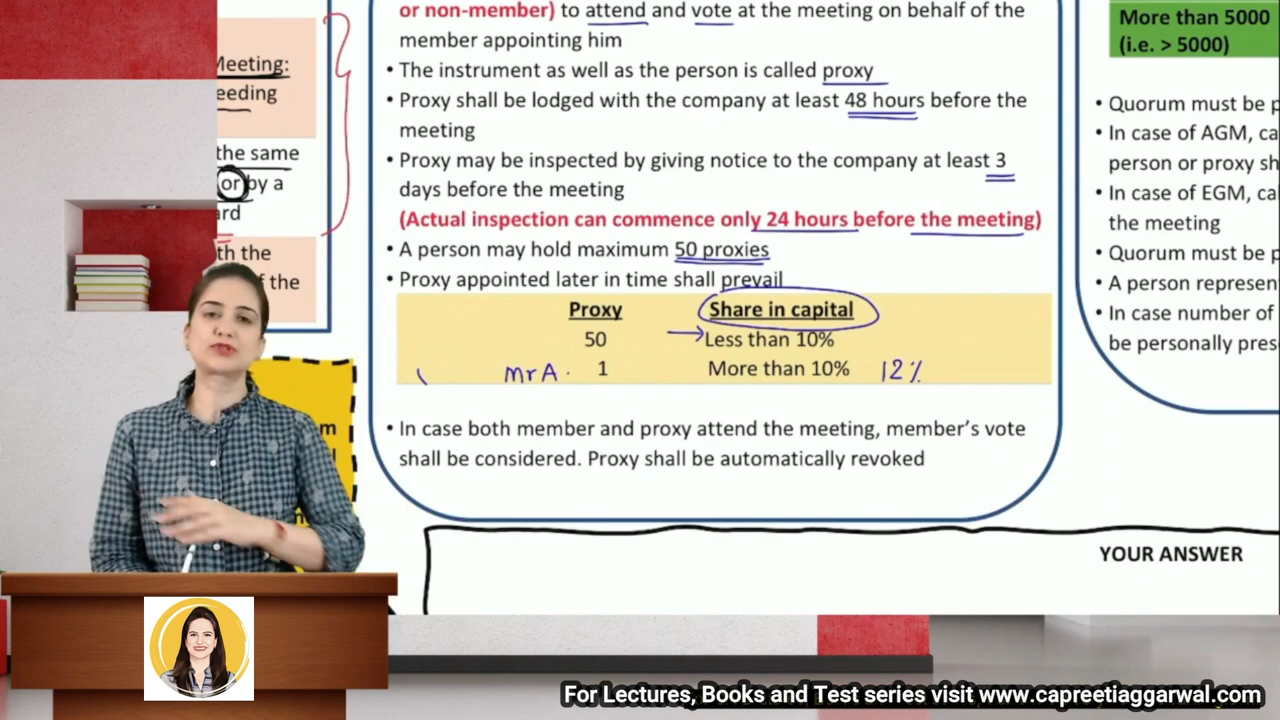 Meeting:
eeding
the same
or by a
ard
th the
f the
m
or non-member) to attend and vote at the meeting on behalf of the
member appointing him
• The instrument as well as the person is called proxy
• Proxy shall be lodged with the company at least 48 hours before the
meeting
• Proxy may be inspected by giving notice to the company at least 3
days before the meeting
(Actual inspection can commence only 24 hours before the meeting)
• A person may hold maximum 50 proxies
• Proxy appointed later in time shall prevail
Proxy Share in capital
50 Less than 10%
Mr A. 1 More than 10% 12%
• In case both member and proxy attend the meeting, member's vote
shall be considered. Proxy shall be automatically revoked
More than 5000
(i.e. > 5000)
• Quorum must be p
• In case of AGM, ca
person or proxy sh
• In case of EGM, ca
the meeting
• Quorum must be p
• A person represen
• In case number of
be personally pres
YOUR ANSWER
For Lectures, Books and Test series visit www.capreetiaggarwal.com